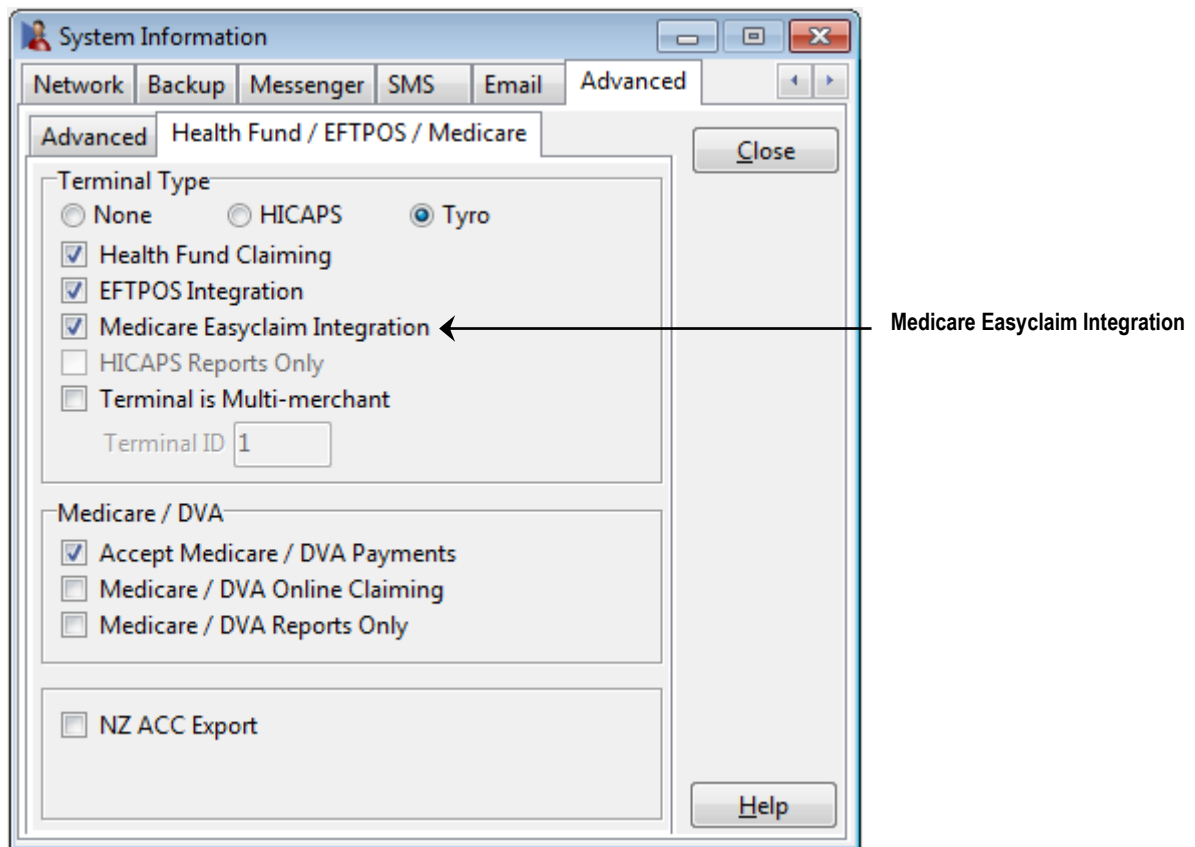 System Information
Network Backup Messenger SMS Email Advanced
Advanced Health Fund / EFTPOS / Medicare
Close
Terminal Type
None HICAPS Tyro
Health Fund Claiming
EFTPOS Integration
Medicare Easyclaim Integration Medicare Easyclaim Integration
HICAPS Reports Only
Terminal is Multi-merchant
Terminal ID 1
Medicare / DVA
Accept Medicare / DVA Payments
Medicare / DVA Online Claiming
Medicare / DVA Reports Only
NZ ACC Export
Help